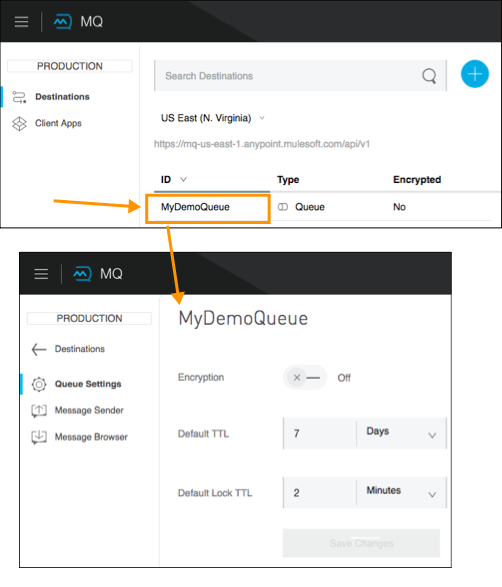 MQ
PRODUCTION
Destinations
Client Apps
Search Destinations
US East (N. Virginia)
https://mq-us-east-1.anypoint.mulesoft.com/api/v1
ID Type Encrypted
MyDemoQueue Queue No
MQ
PRODUCTION
Destinations
Queue Settings
Message Sender
Message Browser
MyDemoQueue
Encryption Off
Default TTL 7 Days
Default Lock TTL 2 Minutes
Save Changes